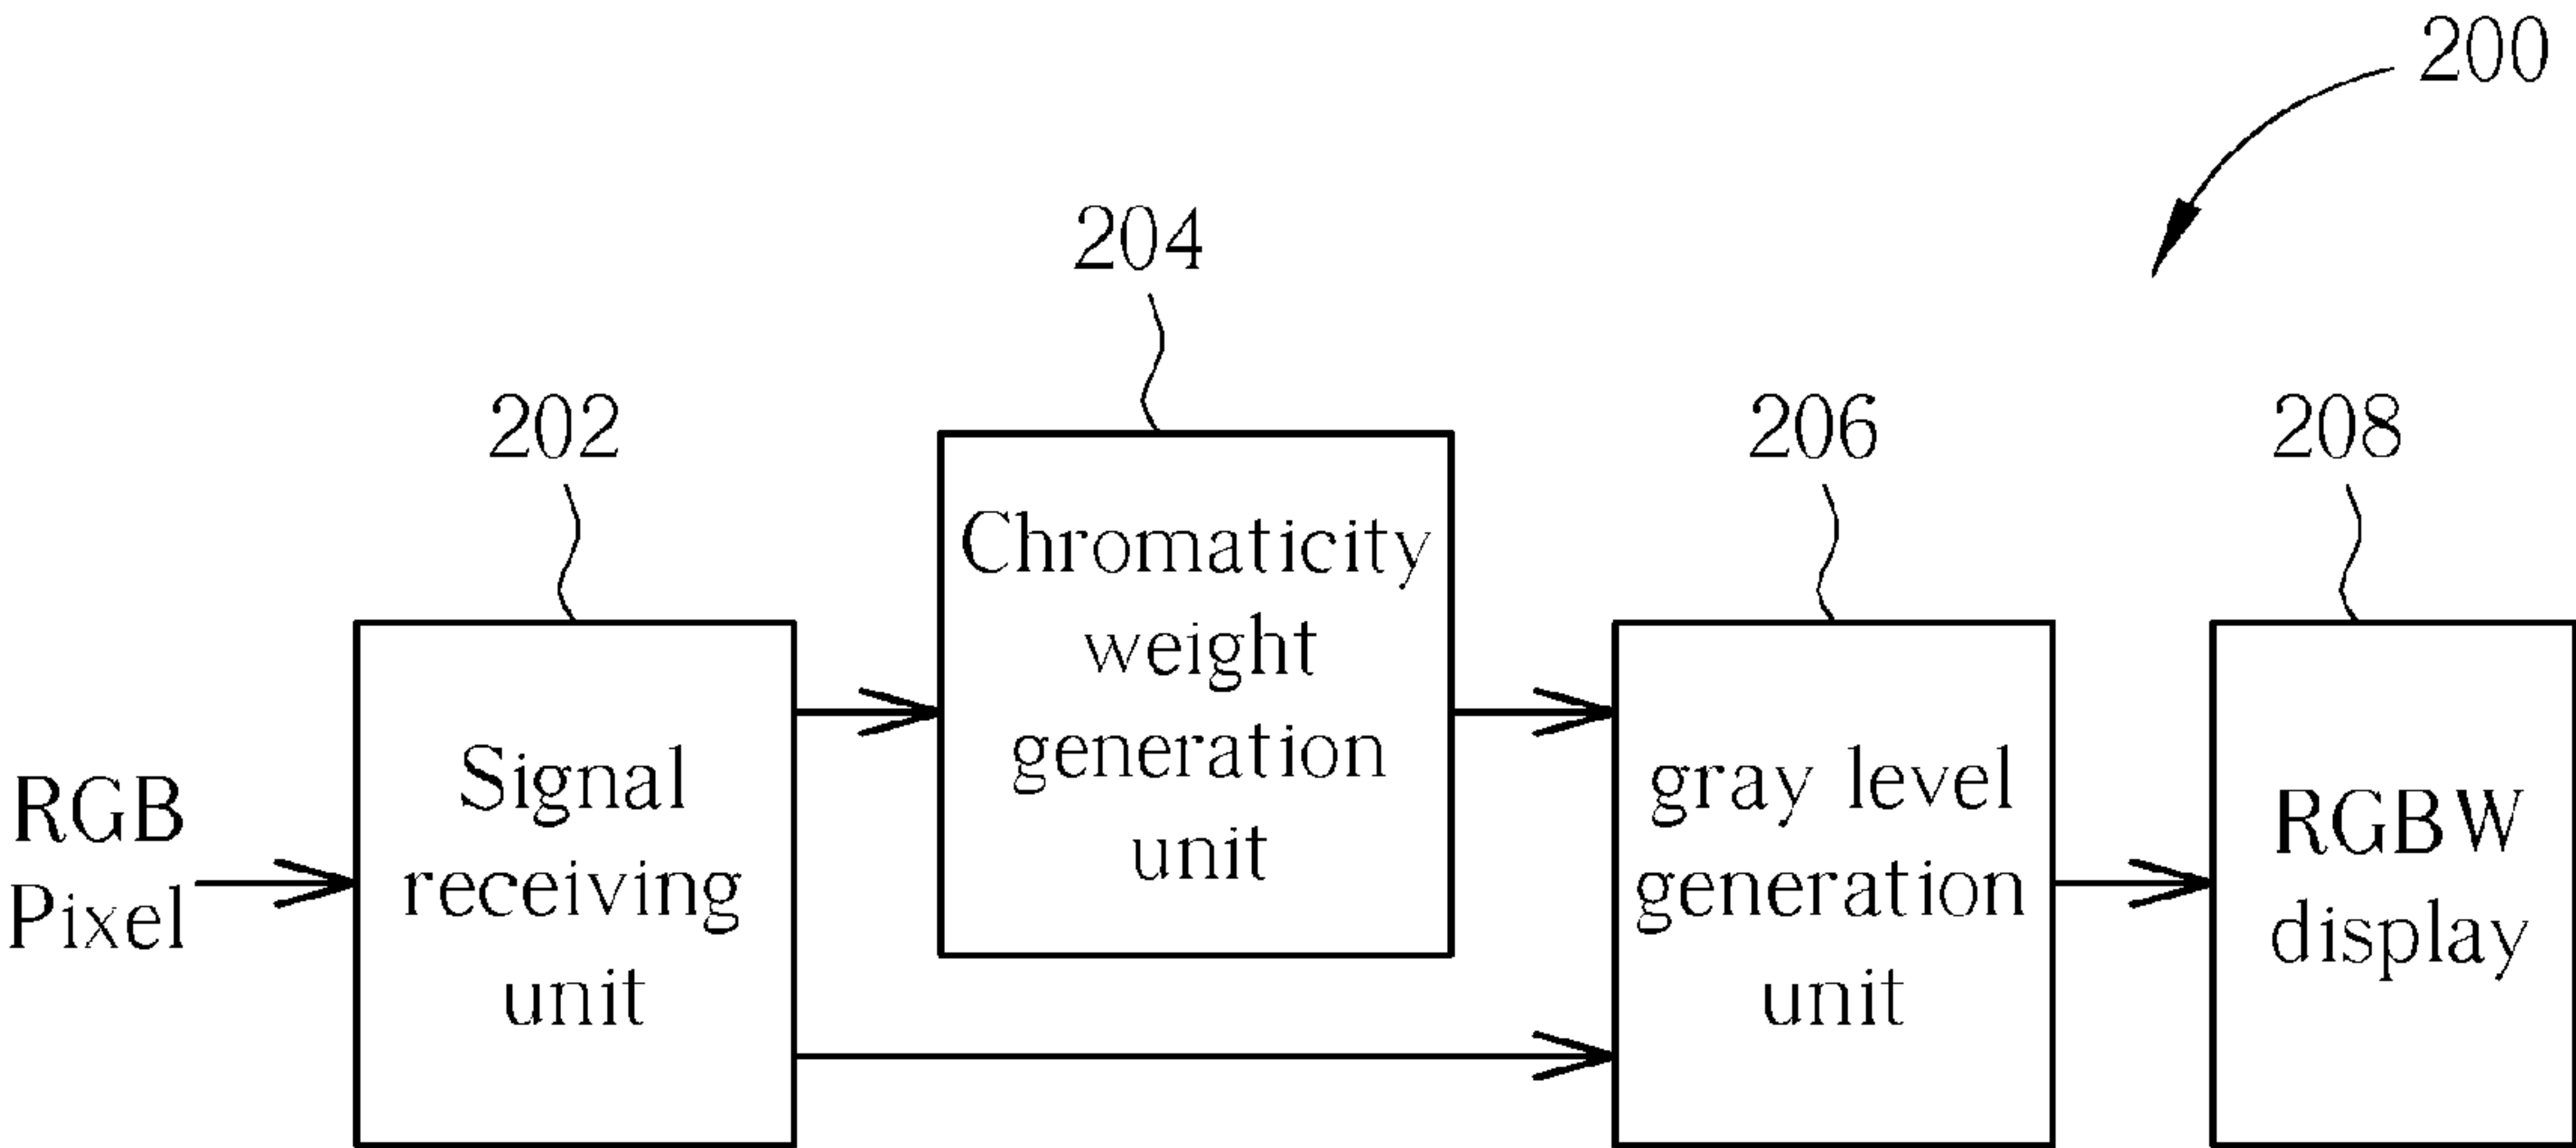 200
204
202
206
208
RGB
Pixel
Signal
receiving
unit
Chromaticity
weight
generation
unit
gray level
generation
unit
RGBW
display